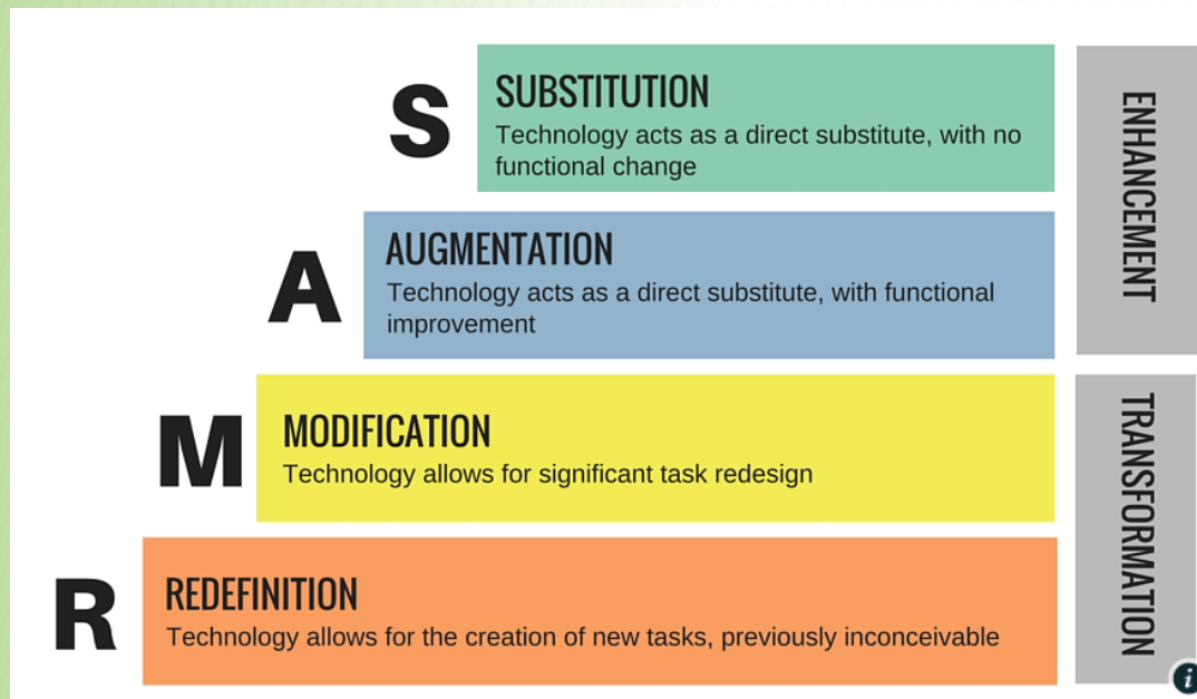 S
SUBSTITUTION
Technology acts as a direct substitute, with no
functional change
A
AUGMENTATION
Technology acts as a direct substitute, with functional
improvement
ENHANCEMENT
M
MODIFICATION
Technology allows for significant task redesign
R
REDEFINITION
Technology allows for the creation of new tasks, previously inconceivable
TRANSFORMATION
i